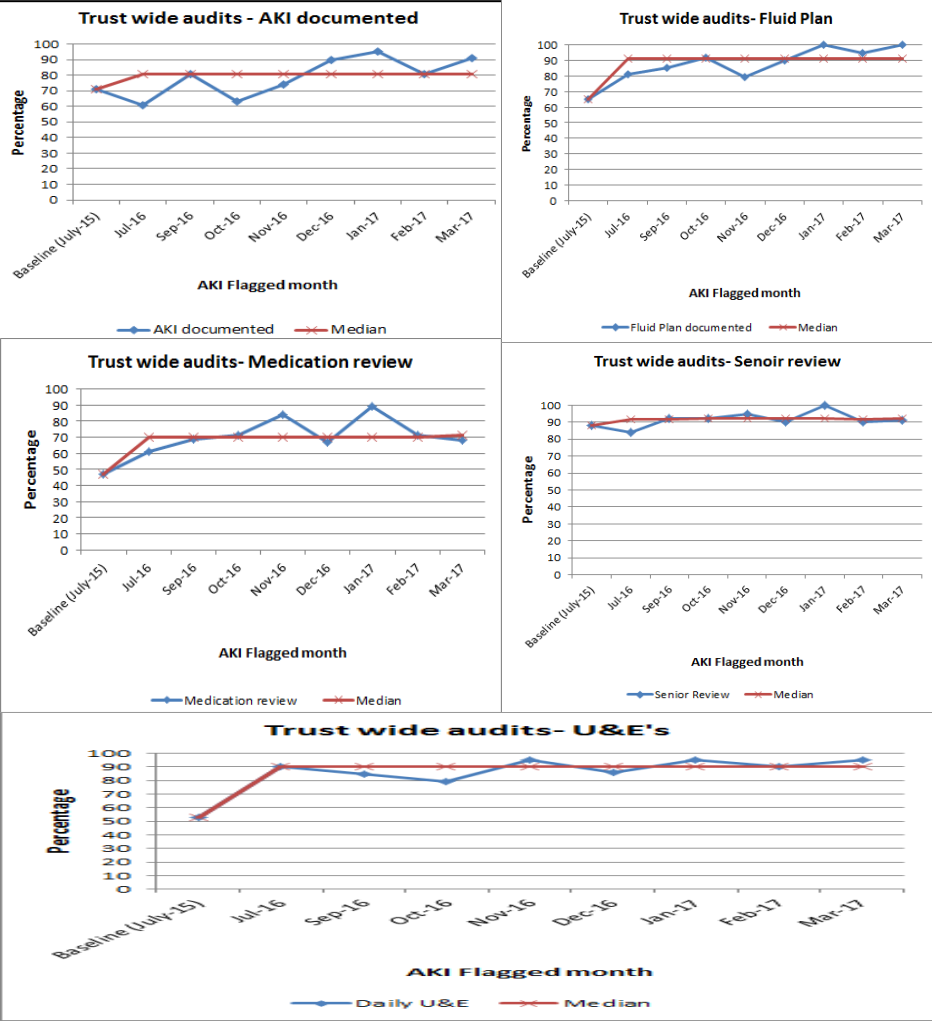 Trust wide audits - AKI documented
Percentage
100
90
80
70
60
50
40
30
20
10
0
Baseline (July-15)
Jul-16
Sep-16
Oct-16
Nov-16
Dec-16
Jan-17
Feb-17
Mar-17
AKI Flagged month
AKI documented
Median
Trust wide audits- Fluid Plan
Percentage
100
90
80
70
60
50
40
30
20
10
0
Baseline (July-15)
Jul-16
Sep-16
Oct-16
Nov-16
Dec-16
Jan-17
Feb-17
Mar-17
AKI Flagged month
Fluid Plan documented
Median
Trust wide audits- Medication review
Percentage
100
90
80
70
60
50
40
30
20
10
0
Baseline (July-15)
Jul-16
Sep-16
Oct-16
Nov-16
Dec-16
Jan-17
Feb-17
Mar-17
AKI Flagged month
Medication review
Median
Trust wide audits- Senoir review
Percentage
100
90
80
70
60
50
40
30
20
10
0
Baseline (July-15)
Jul-16
Sep-16
Oct-16
Nov-16
Dec-16
Jan-17
Feb-17
Mar-17
AKI Flagged month
Senior Review
Median
Trust wide audits- U&E's
Percentage
100
90
80
70
60
50
40
30
20
10
0
Baseline (July-15)
Jul-16
Sep-16
Oct-16
Nov-16
Dec-16
Jan-17
Feb-17
Mar-17
AKI Flagged month
Daily U&E
Median